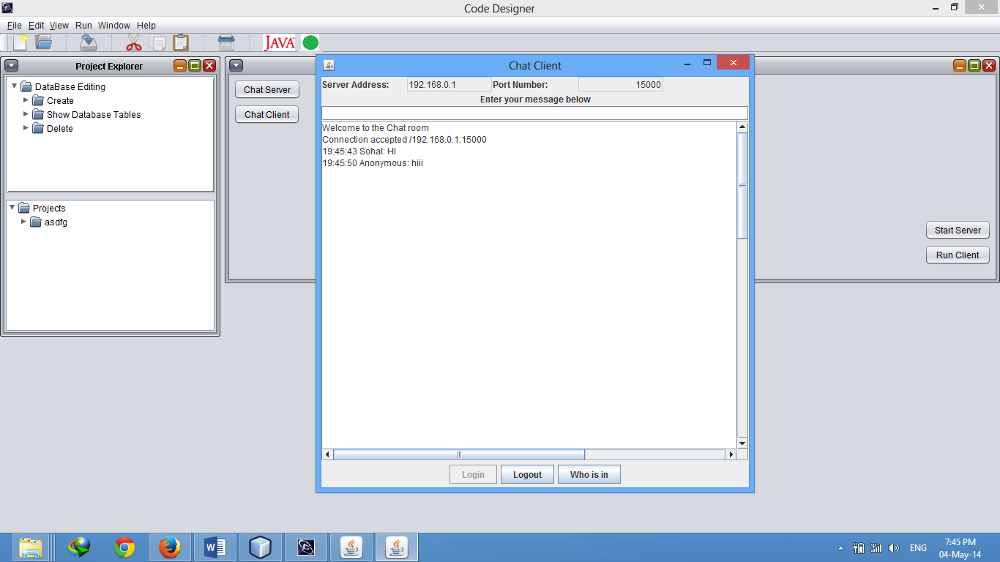 Code Designer
File Edit View Run Window Help
JAVA
Project Explorer
DataBase Editing
Create
Show Database Tables
Delete
Projects
asdfg
Chat Server
Chat Client
Chat Client
Server Address: 192.168.0.1 Port Number: 15000
Enter your message below
Welcome to the Chat room
Connection accepted /192.168.0.1:15000
19:45:43 Sohal: HI
19:45:50 Anonymous: hiii
Login Logout Who is in
Start Server
Run Client
ENG
7:45 PM
04-May-14